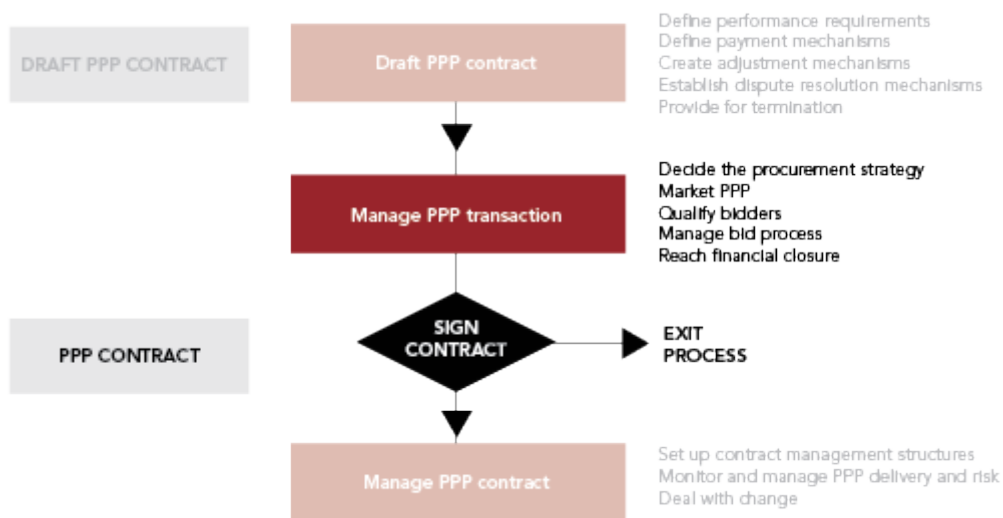 DRAFT PPP CONTRACT
Draft PPP contract
Define performance requirements
Define payment mechanisms
Create adjustment mechanisms
Establish dispute resolution mechanisms
Provide for termination
Manage PPP transaction
Decide the procurement strategy
Market PPP
Qualify bidders
Manage bid process
Reach financial closure
PPP CONTRACT
SIGN
CONTRACT
EXIT
PROCESS
Manage PPP contract
Set up contract management structures
Monitor and manage PPP delivery and risk
Deal with change